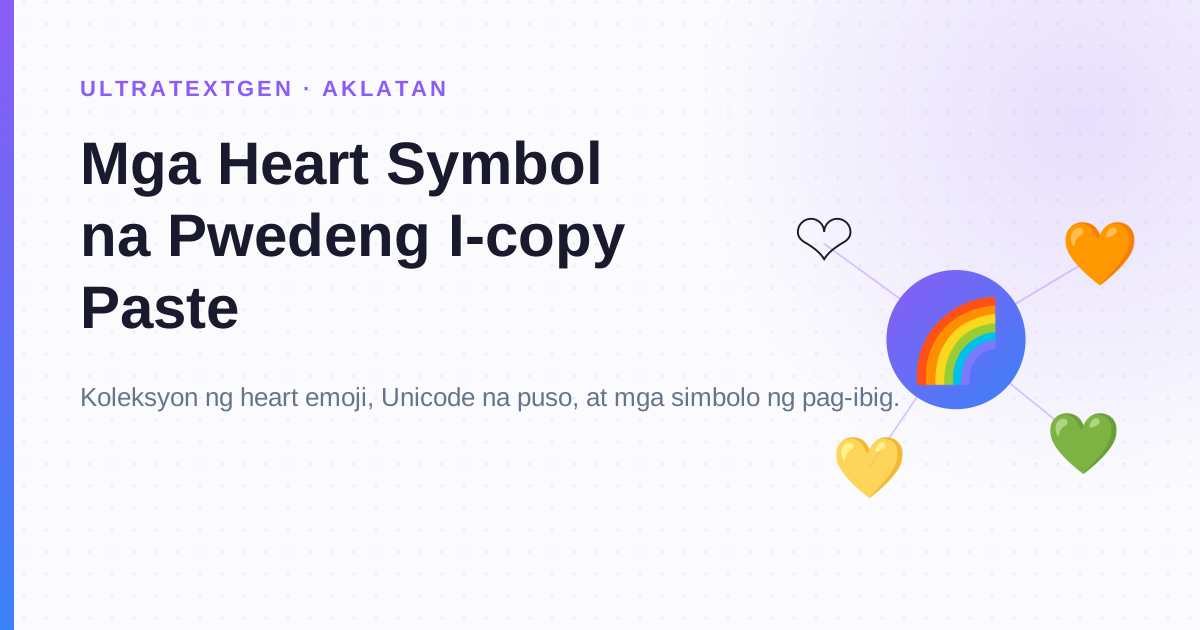 ULTRATEXTGEN · AKLATAN
Mga Heart Symbol
na Pwedeng I-copy
Paste
Koleksyon ng heart emoji, Unicode na puso, at mga simbolo ng pag-ibig.